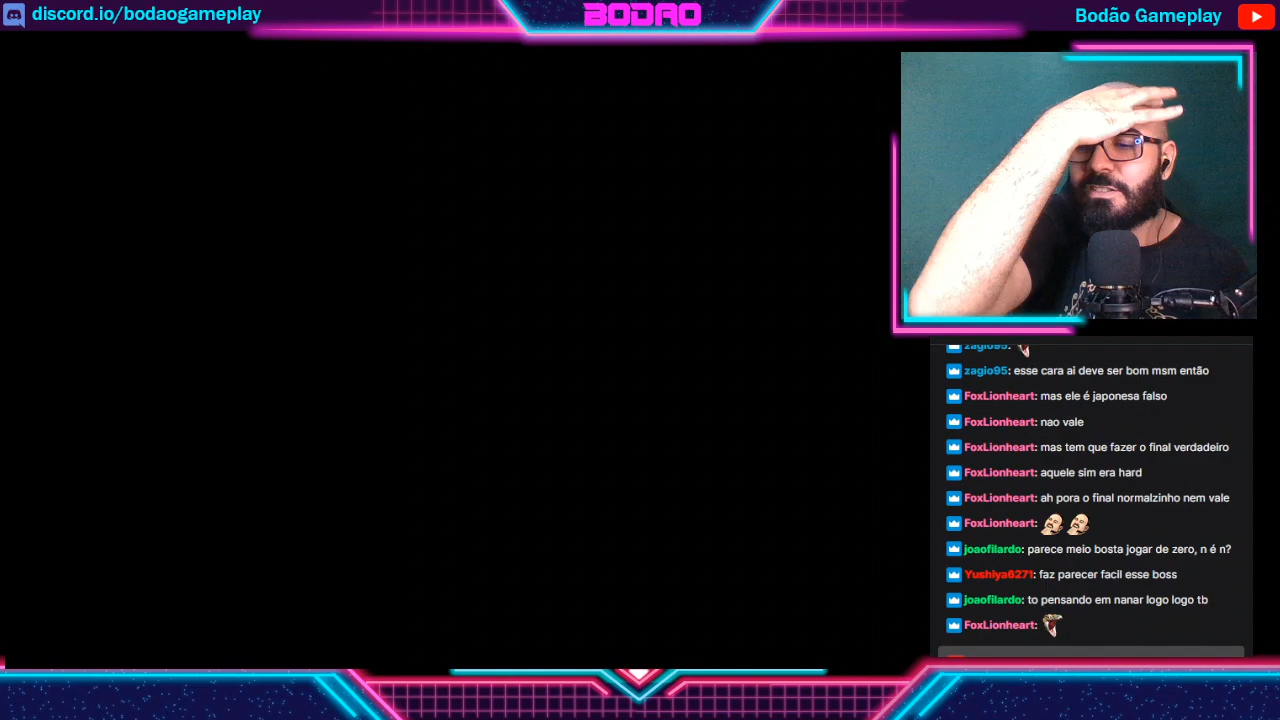 discord.io/bodaogameplay
BODAO
Bodão Gameplay
zagio95:
zagio95: esse cara ai deve ser bom msm então
FoxLionheart: mas ele é japonesa falso
FoxLionheart: nao vale
FoxLionheart: mas tem que fazer o final verdadeiro
FoxLionheart: aquele sim era hard
FoxLionheart: ah pora o final normalzinho nem vale
FoxLionheart:
joaofilardo: parece meio bosta jogar de zero, n é n?
Yushiya6271: faz parecer facil esse boss
joaofilardo: to pensando em nanar logo logo tb
FoxLionheart: